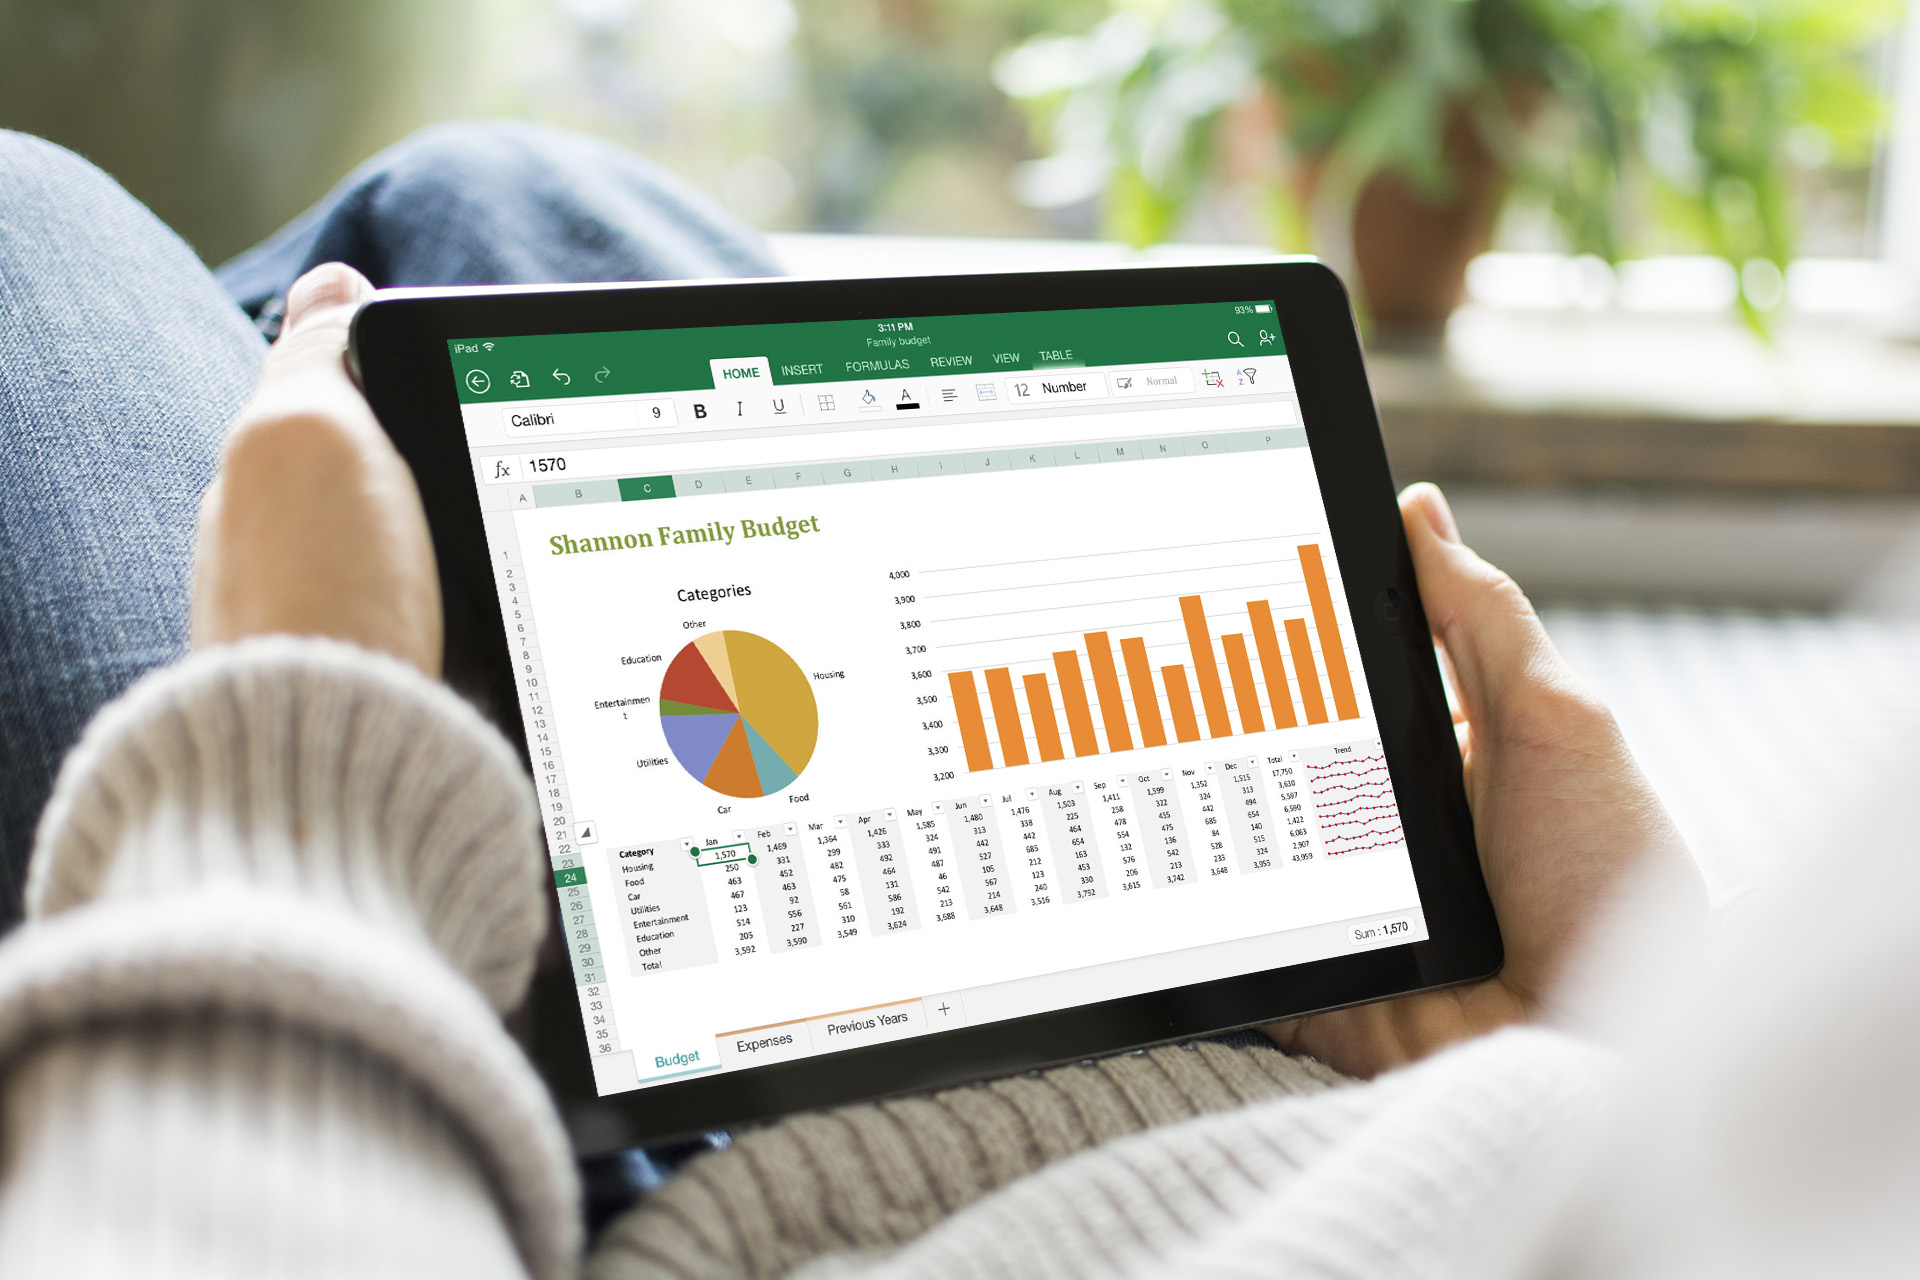 iPad 3:11 PM 93%
Family budget
HOME INSERT FORMULAS REVIEW VIEW TABLE
Calibri 9 B I U A 12 Number Normal A Z
fx 1570
A B C D E F G H I J K L M N O P
Shannon Family Budget
Categories
Other
Education
Housing
Entertainmen
t
Utilities
Food
Car
4,000
3,900
3,800
3,700
3,600
3,500
3,400
3,300
3,200
Category Jan Feb Mar Apr May Jun Jul Aug Sep Oct Nov Dec Total Trend
Housing 1,570 1,469 1,364 1,426 1,585 1,480 1,476 1,503 1,411 1,599 1,352 1,515 17,750
Food 250 331 299 333 324 313 338 225 258 322 324 313 3,630
Car 463 452 482 492 491 442 442 464 478 455 442 494 5,597
Utilities 467 463 475 464 487 527 685 654 554 475 685 654 6,590
Entertainment 123 92 58 131 46 105 212 163 132 136 84 140 1,422
Education 514 556 561 586 542 567 123 453 576 542 528 515 6,063
Other 205 227 310 192 213 214 240 330 206 213 233 324 2,907
Total 3,592 3,590 3,549 3,624 3,688 3,648 3,516 3,792 3,615 3,742 3,648 3,955 43,959
1
2
3
4
5
6
7
8
9
10
11
12
13
14
15
16
17
18
19
20
21
22
23
24
25
26
27
28
29
30
31
32
33
34
35
36
Sum : 1,570
Budget Expenses Previous Years +